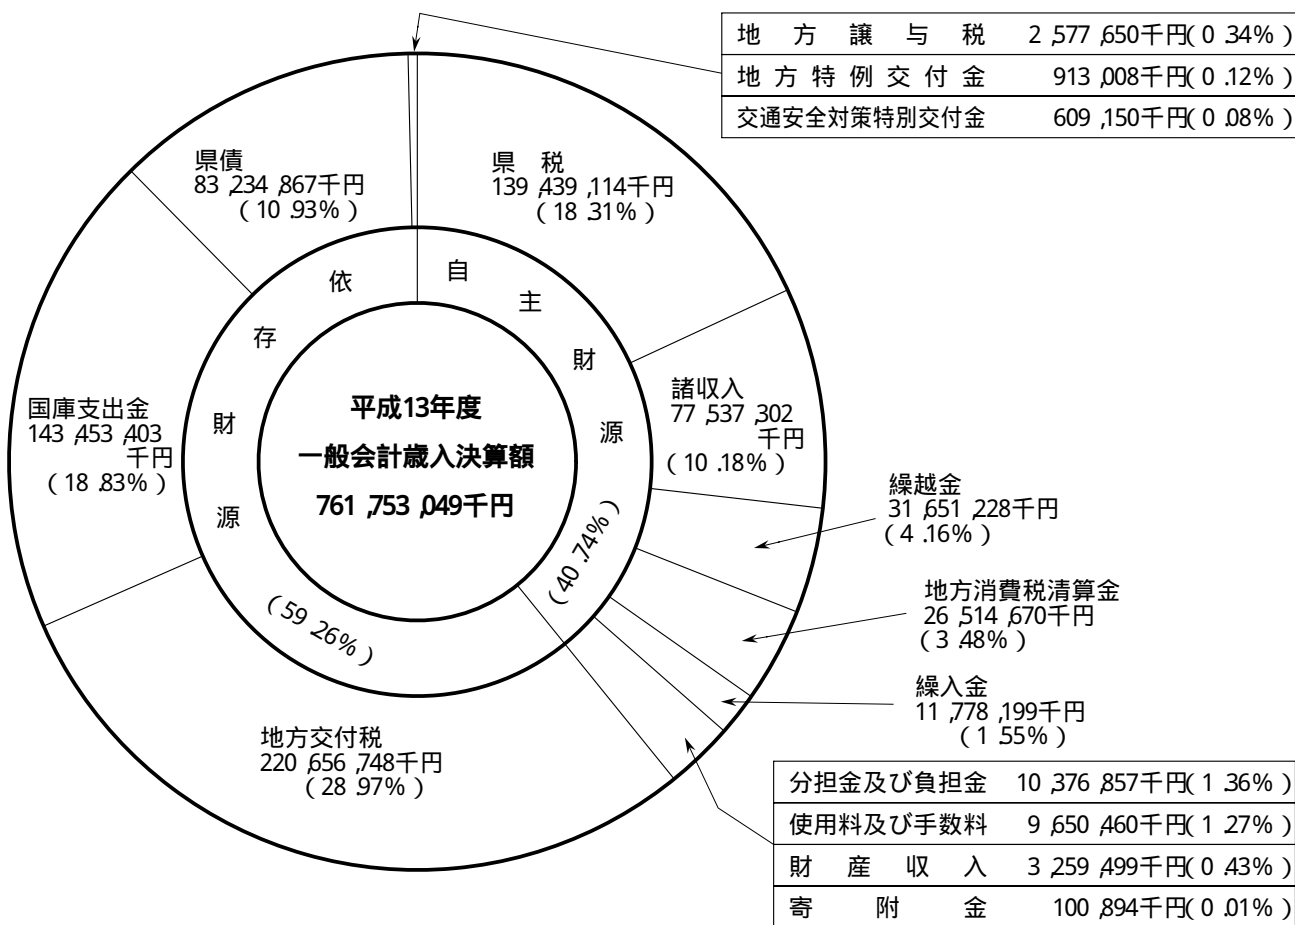 地方譲与税 2,577,650千円(0.34%)
地方特例交付金 913,008千円(0.12%)
交通安全対策特別交付金 609,150千円(0.08%)
県債
83,234,867千円
(10.93%)
県税
139,439,114千円
(18.31%)
依存財源
(59.26%)
自主財源
(40.74%)
国庫支出金
143,453,403
千円
(18.83%)
平成13年度
一般会計歳入決算額
761,753,049千円
諸収入
77,537,302
千円
(10.18%)
繰越金
31,651,228千円
(4.16%)
地方消費税清算金
26,514,670千円
(3.48%)
繰入金
11,778,199千円
(1.55%)
地方交付税
220,656,748千円
(28.97%)
分担金及び負担金 10,376,857千円(1.36%)
使用料及び手数料 9,650,460千円(1.27%)
財産収入 3,259,499千円(0.43%)
寄附金 100,894千円(0.01%)